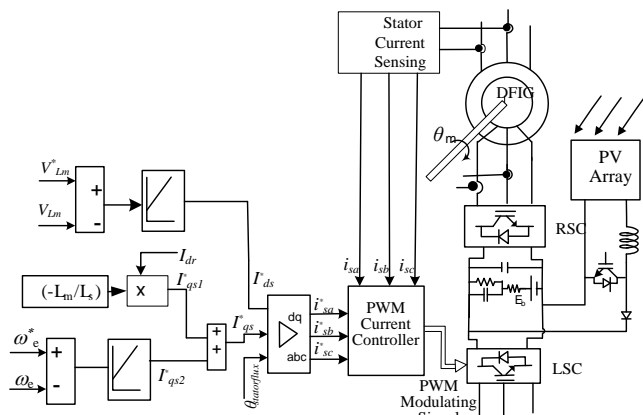 Stator
Current
Sensing
DFIG
θm
PV
Array
RSC
V*Lm
+
VLm
-
Idr
isa
isb
isc
I*ds
(-Lm/Ls)
x
I*qs1
Eb
dq
i*sa
PWM
Current
Controller
I*qs
+
+
i*sb
ω*e
+
abc
i*sc
ωe
-
I*qs2
θstatorflux
LSC
PWM
Modulating